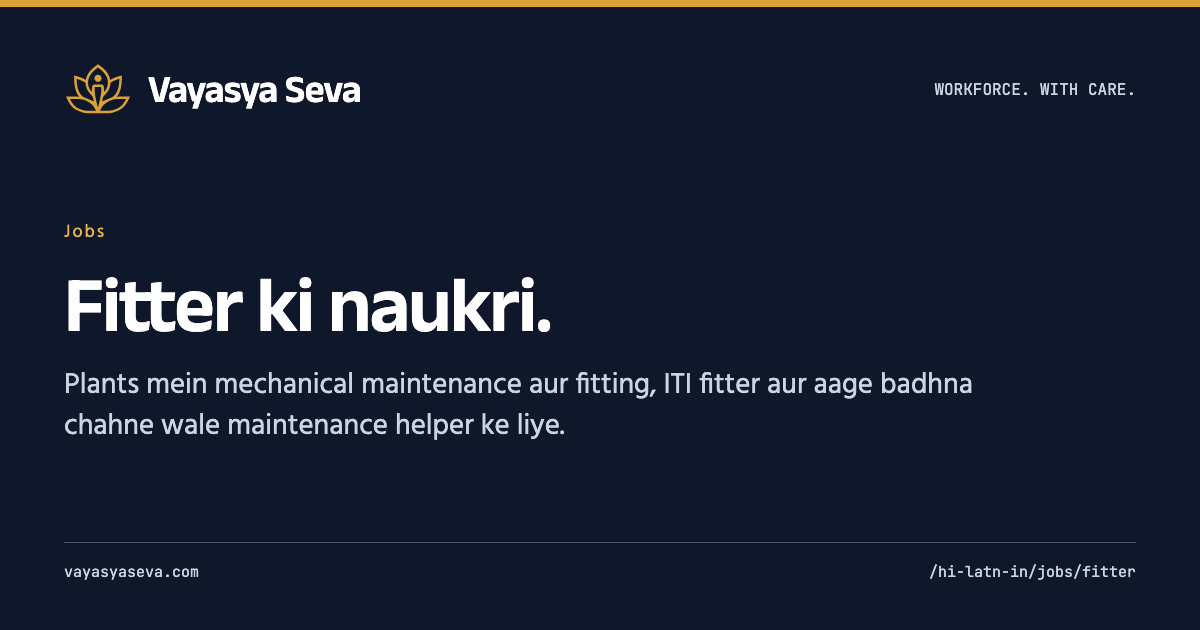 Vayasya Seva
WORKFORCE. WITH CARE.
Jobs
Fitter ki naukri.
Plants mein mechanical maintenance aur fitting, ITI fitter aur aage badhna
chahne wale maintenance helper ke liye.
vayasyaseva.com
/hi-latn-in/jobs/fitter